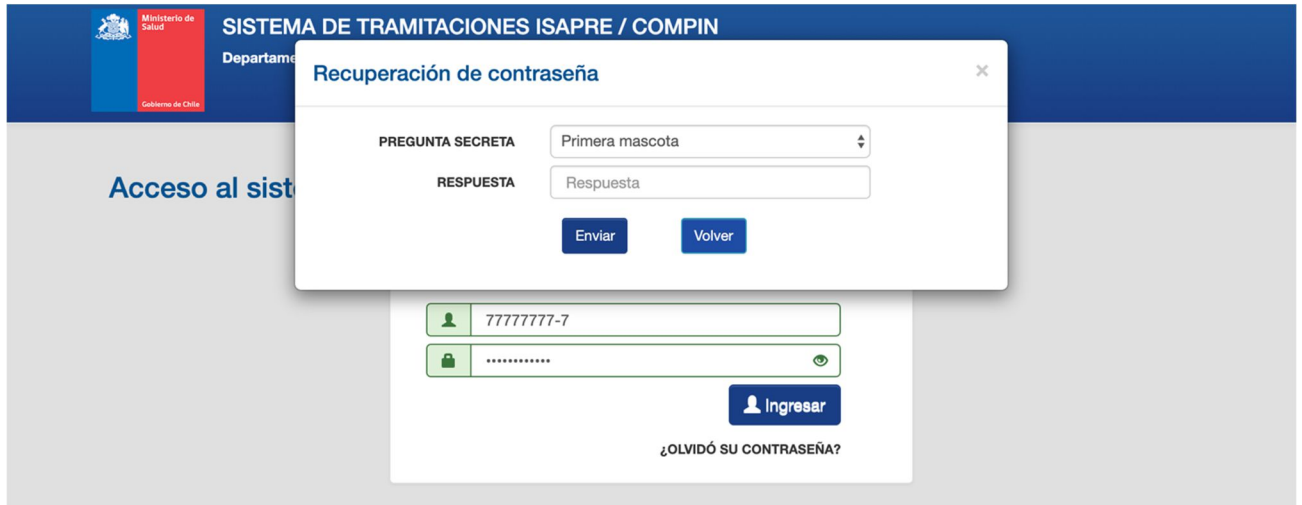 Ministerio de
Salud
Gobierno de Chile
SISTEMA DE TRAMITACIONES ISAPRE / COMPIN
Departame
Recuperación de contraseña
×
PREGUNTA SECRETA
Primera mascota
RESPUESTA
Respuesta
Enviar
Volver
Acceso al sist
77777777-7
••••••••••••
Ingresar
¿OLVIDÓ SU CONTRASEÑA?